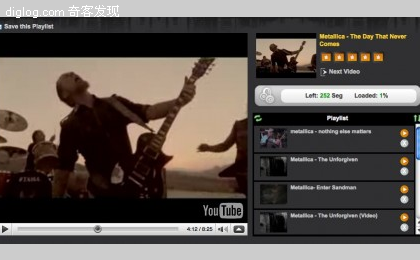 diglog.com 奇客发现
Save this Playlist
Metallica - The Day That Never Comes
Next Video
Left: 252 Seg
Loaded: 1%
Playlist
metallica - nothing else matters
Metallica - The Unforgiven
Metallica- Enter Sandman
Metallica - The Unforgiven (Video)
TAMA
YouTube
4:12 / 8:25